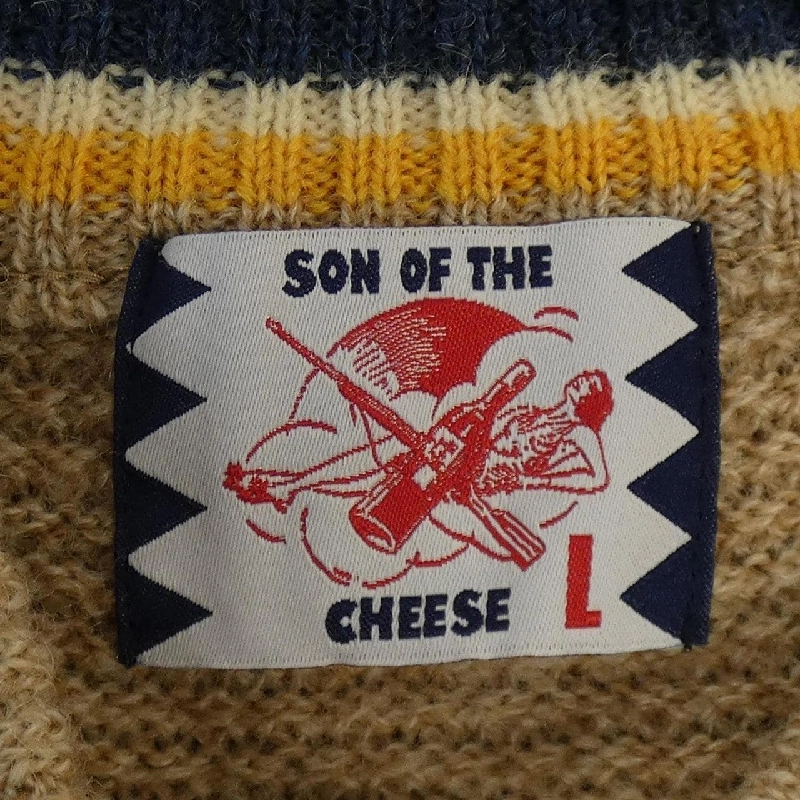 SON OF THE
CHEESE
L